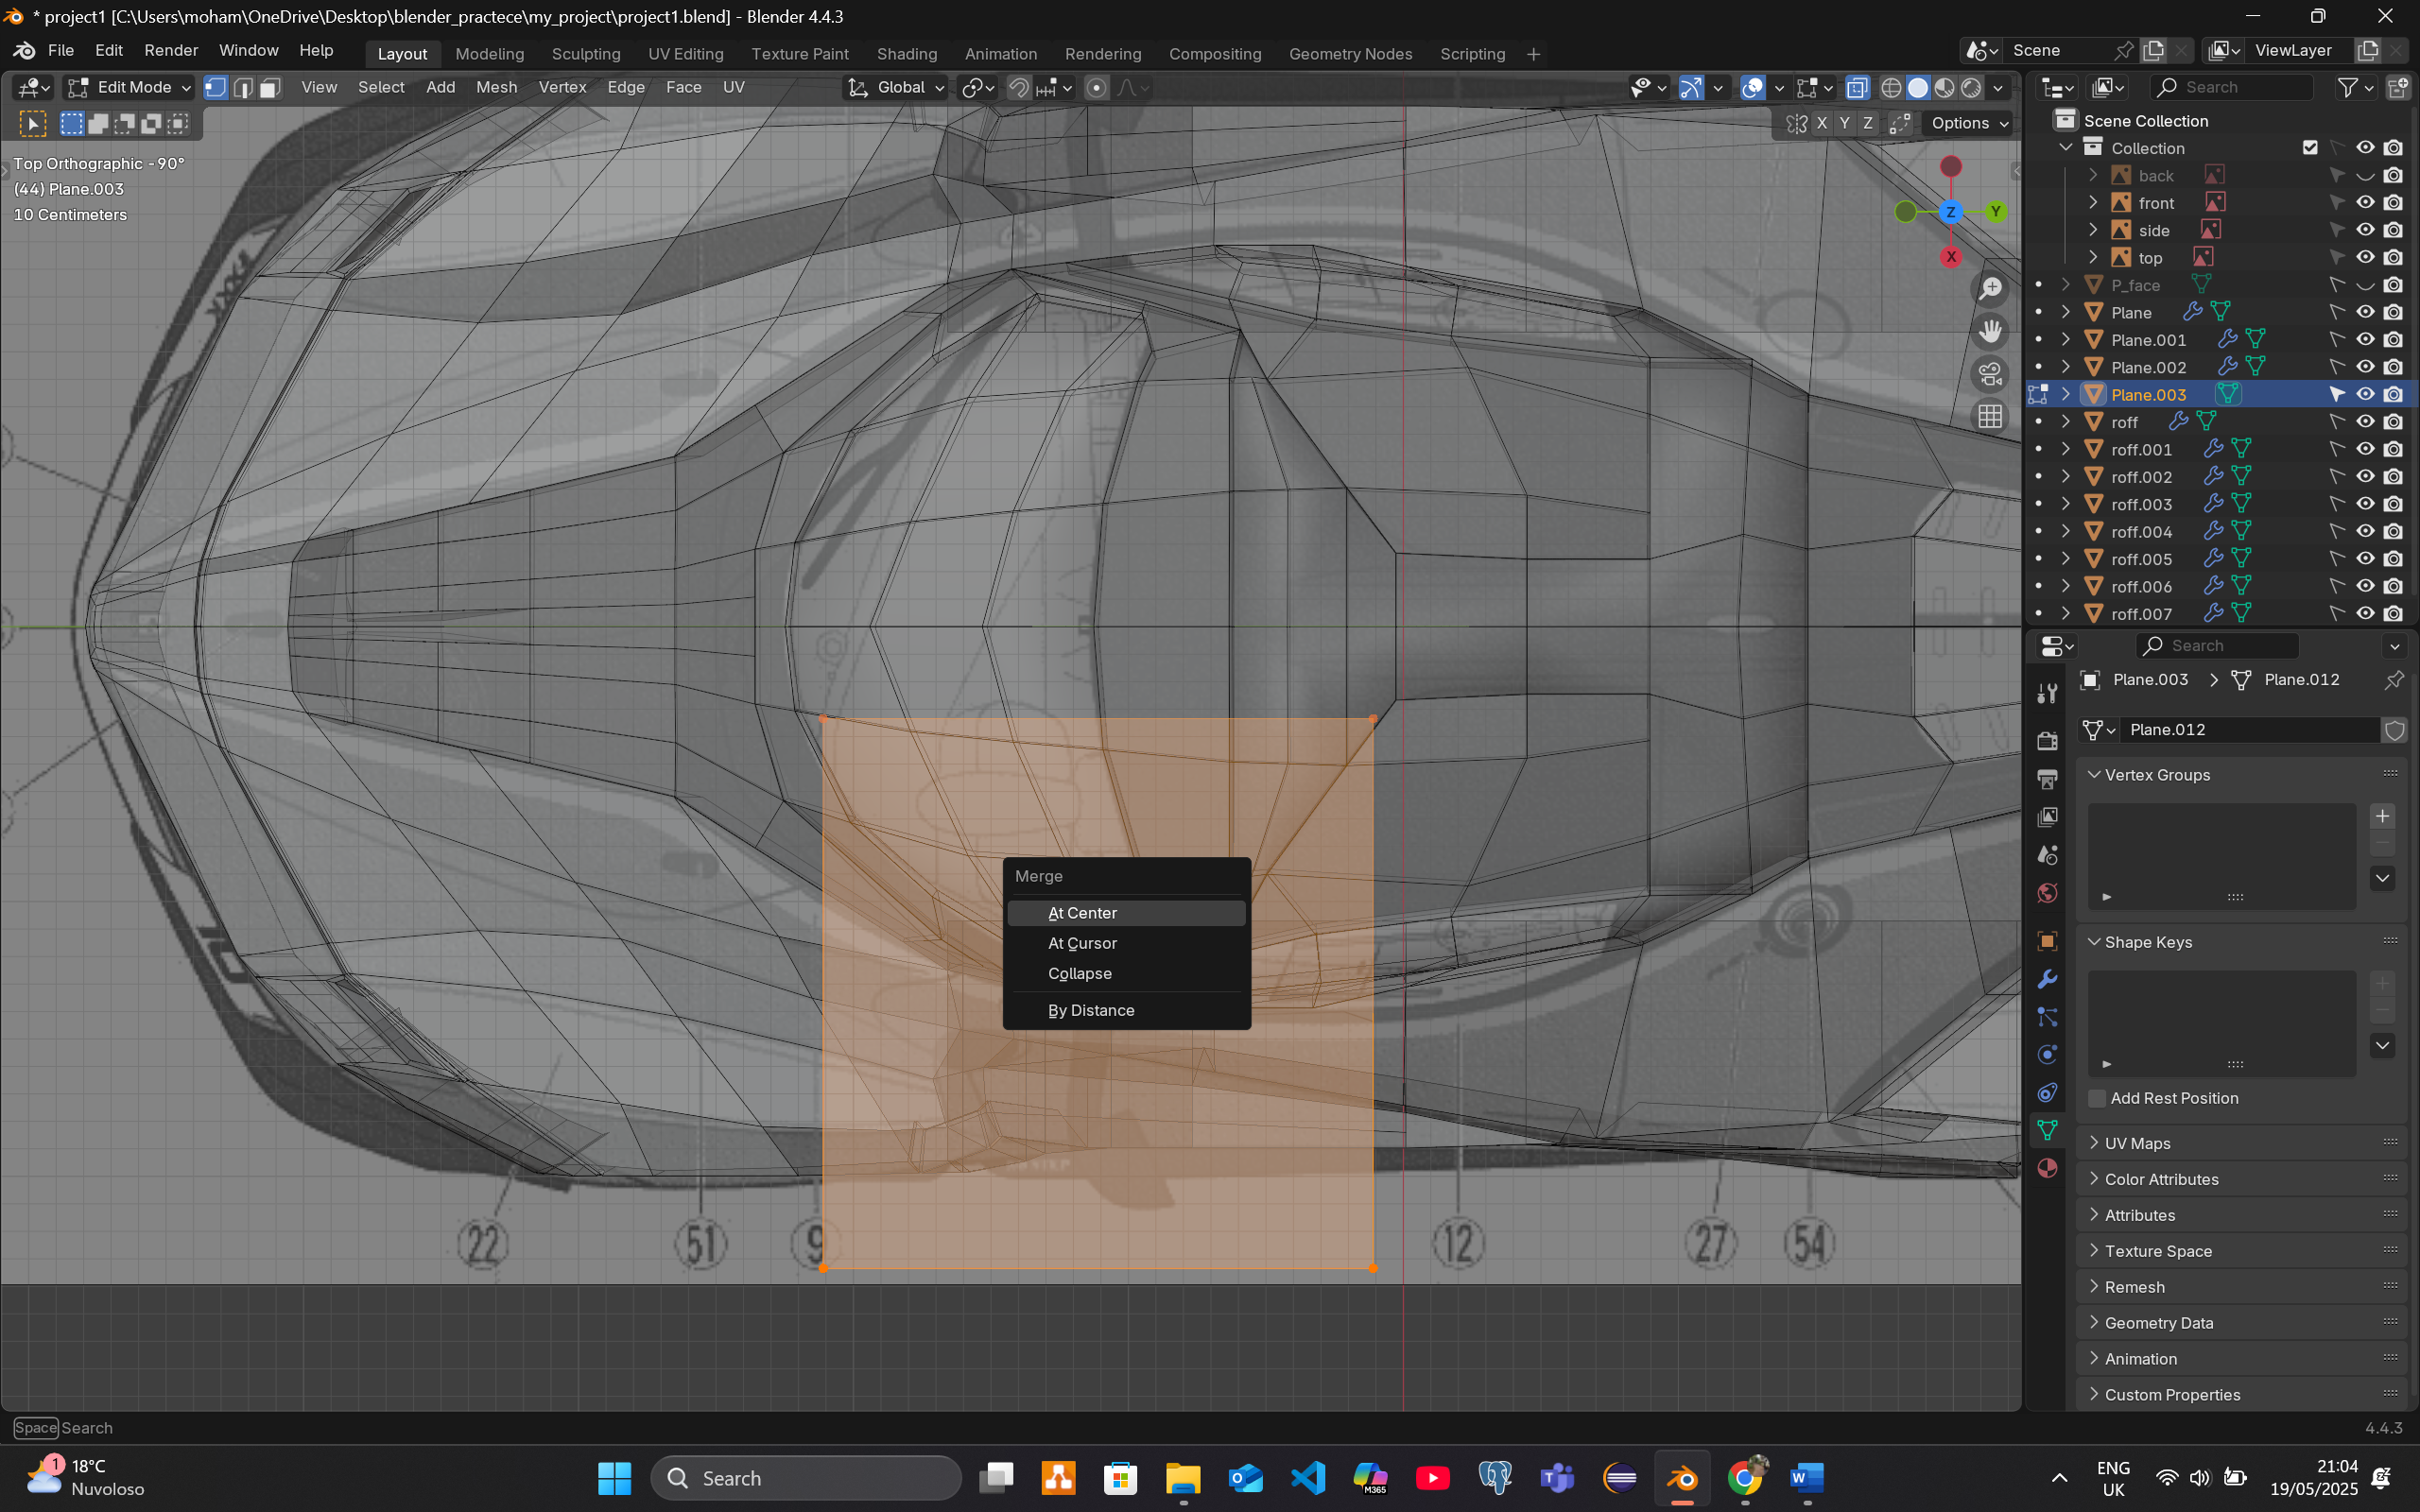 * project1 [C:\Users\moham\OneDrive\Desktop\blender_practece\my_project\project1.blend] - Blender 4.4.3
File Edit Render Window Help Layout Modeling Sculpting UV Editing Texture Paint Shading Animation Rendering Compositing Geometry Nodes Scripting + Scene ViewLayer
Edit Mode View Select Add Mesh Vertex Edge Face UV Global Search
X Y Z Options
Top Orthographic -90°
(44) Plane.003
10 Centimeters
Z Y X
Scene Collection
Collection
back
front
side
top
P_face
Plane
Plane.001
Plane.002
Plane.003
roff
roff.001
roff.002
roff.003
roff.004
roff.005
roff.006
roff.007
Search
Plane.003 > Plane.012
Plane.012
Vertex Groups
Shape Keys
Add Rest Position
UV Maps
Color Attributes
Attributes
Texture Space
Remesh
Geometry Data
Animation
Custom Properties
Merge
At Center
At Cursor
Collapse
By Distance
22 51 9 12 27 54
Space Search
4.4.3
1
18°C
Nuvoloso
Search
M365
ENG
UK
21:04
19/05/2025